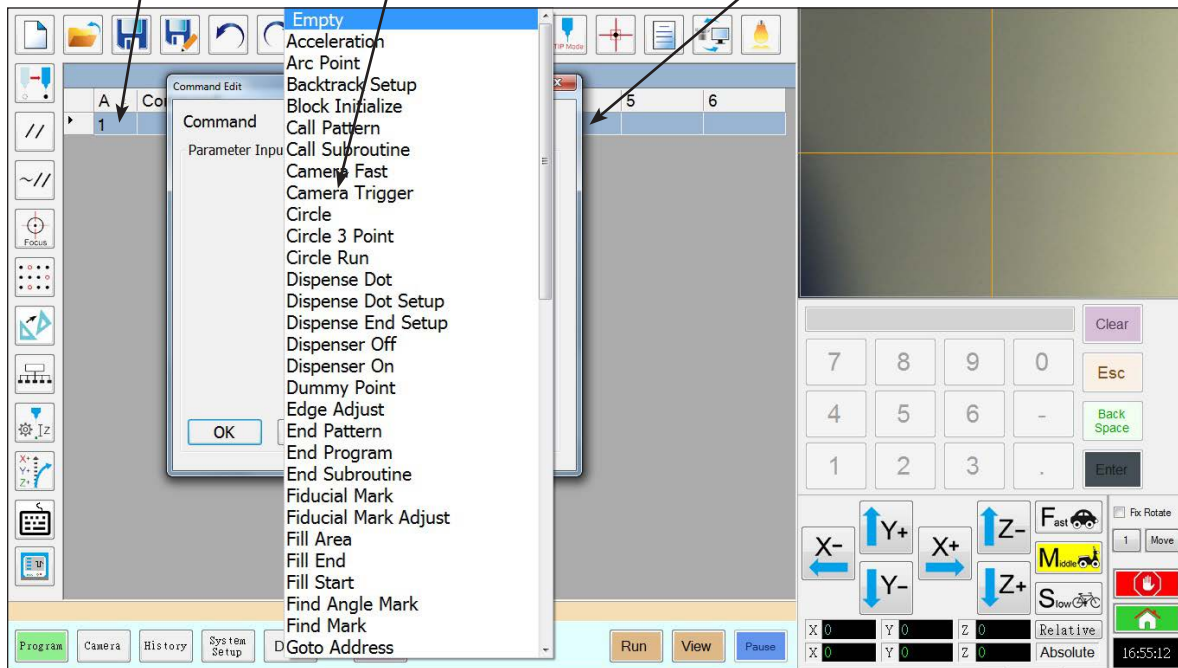 TIP Mode
Command Edit
A
5
6
1
Command
Parameter Inpu
OK
Empty
Acceleration
Arc Point
Backtrack Setup
Block Initialize
Call Pattern
Call Subroutine
Camera Fast
Camera Trigger
Circle
Circle 3 Point
Circle Run
Dispense Dot
Dispense Dot Setup
Dispense End Setup
Dispenser Off
Dispenser On
Dummy Point
Edge Adjust
End Pattern
End Program
End Subroutine
Fiducial Mark
Fiducial Mark Adjust
Fill Area
Fill End
Fill Start
Find Angle Mark
Find Mark
Goto Address
//
~//
Focus
Z
X+
Y+
Z+
Clear
7 8 9 0 Esc
4 5 6 - Back Space
1 2 3 . Enter
X- Y+ X+ Z- Fast
Middle
Y- Z+ Slow
Fix Rotate
1 Move
X 0 Y 0 Z 0 Relative
X 0 Y 0 Z 0 Absolute
16:55:12
Program Camera History System Setup D Run View Pause